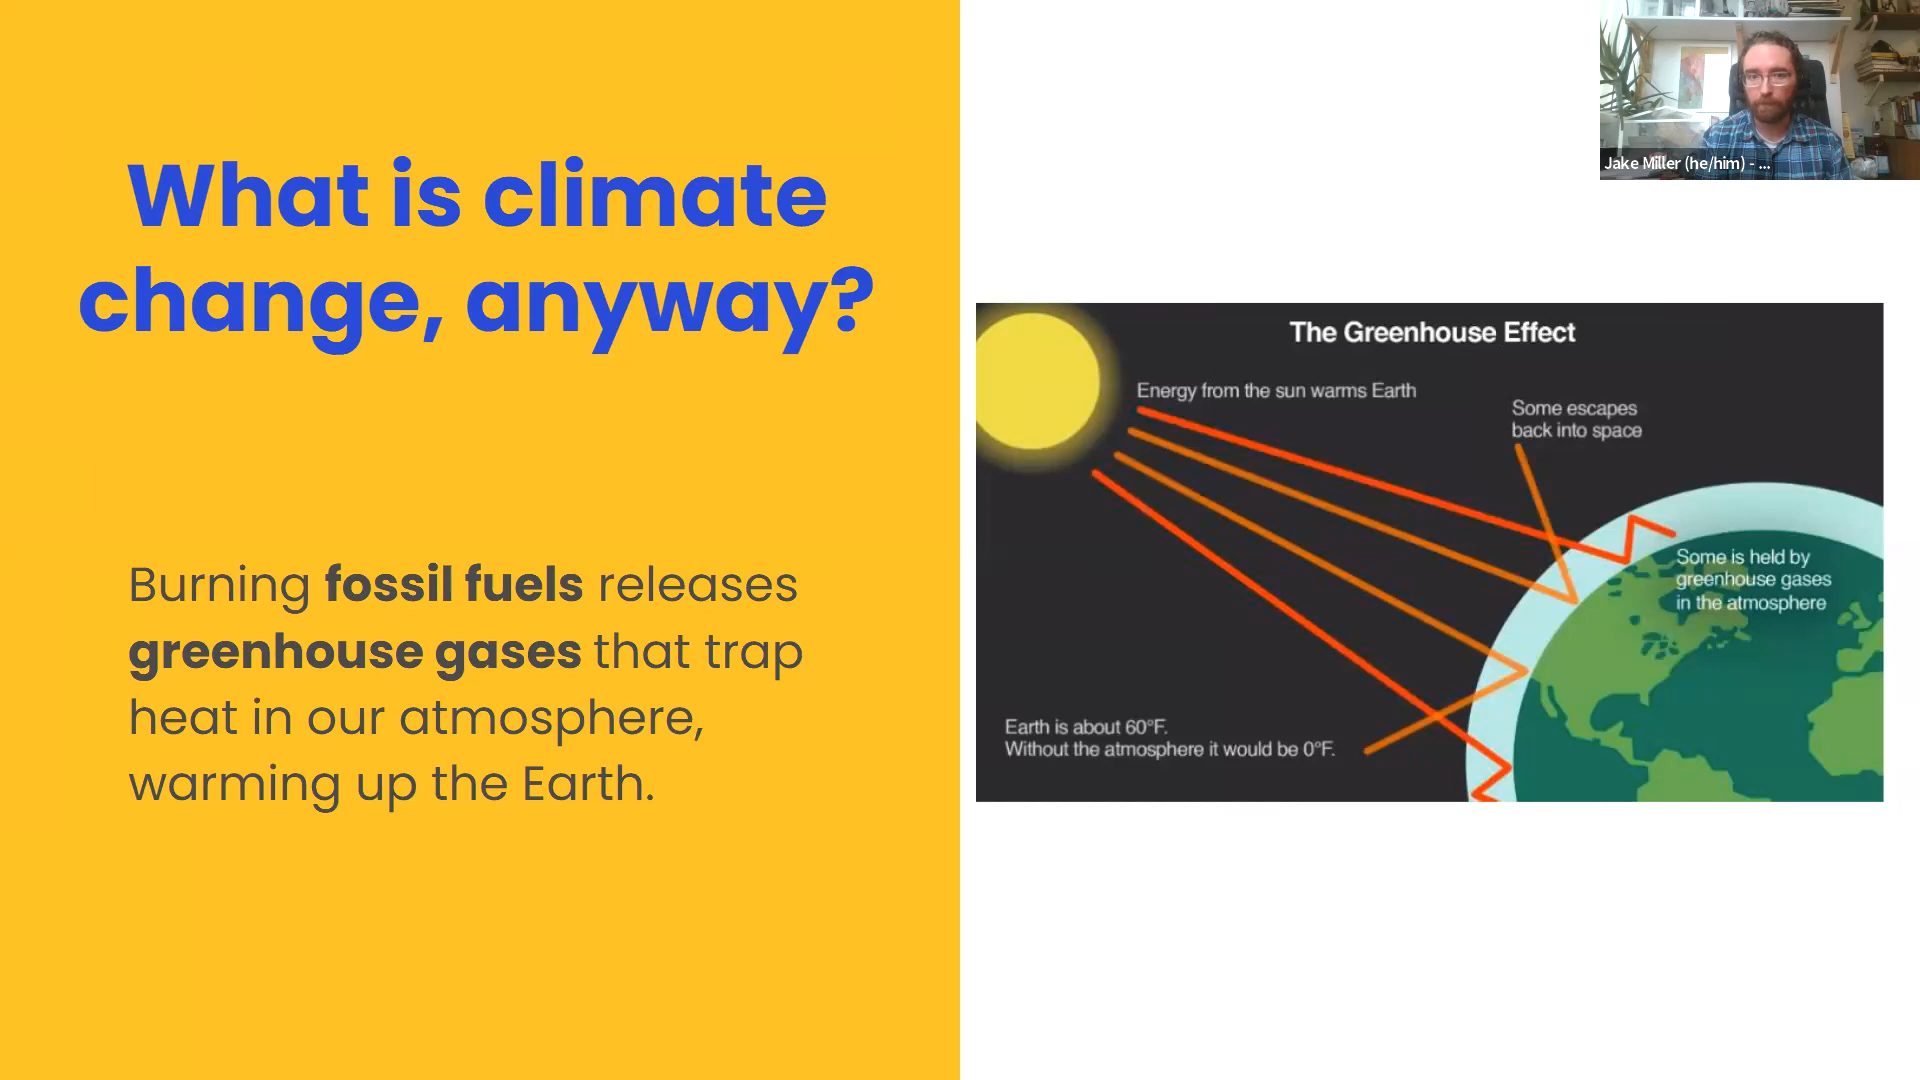 What is climate
change, anyway?
Burning fossil fuels releases
greenhouse gases that trap
heat in our atmosphere,
warming up the Earth.
Jake Miller (he/him) - ...
The Greenhouse Effect
Energy from the sun warms Earth
Some escapes
back into space
Some is held by
greenhouse gases
in the atmosphere
Earth is about 60°F.
Without the atmosphere it would be 0°F.